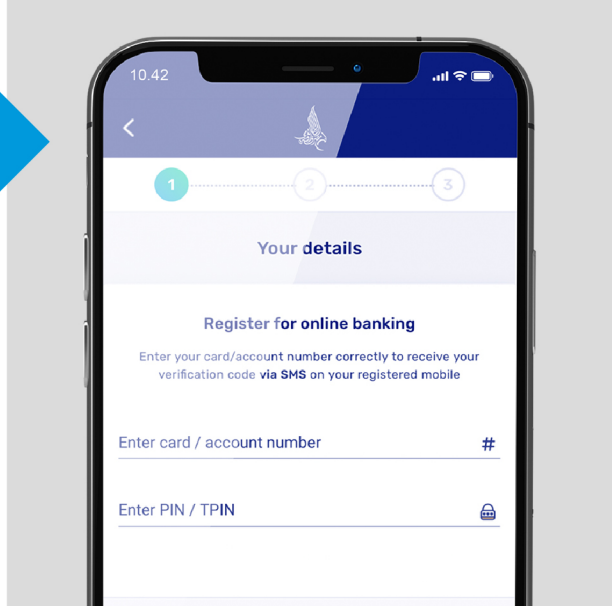 10.42
1
2
3
Your details
Register for online banking
Enter your card/account number correctly to receive your
verification code via SMS on your registered mobile
Enter card / account number
#
Enter PIN / TPIN